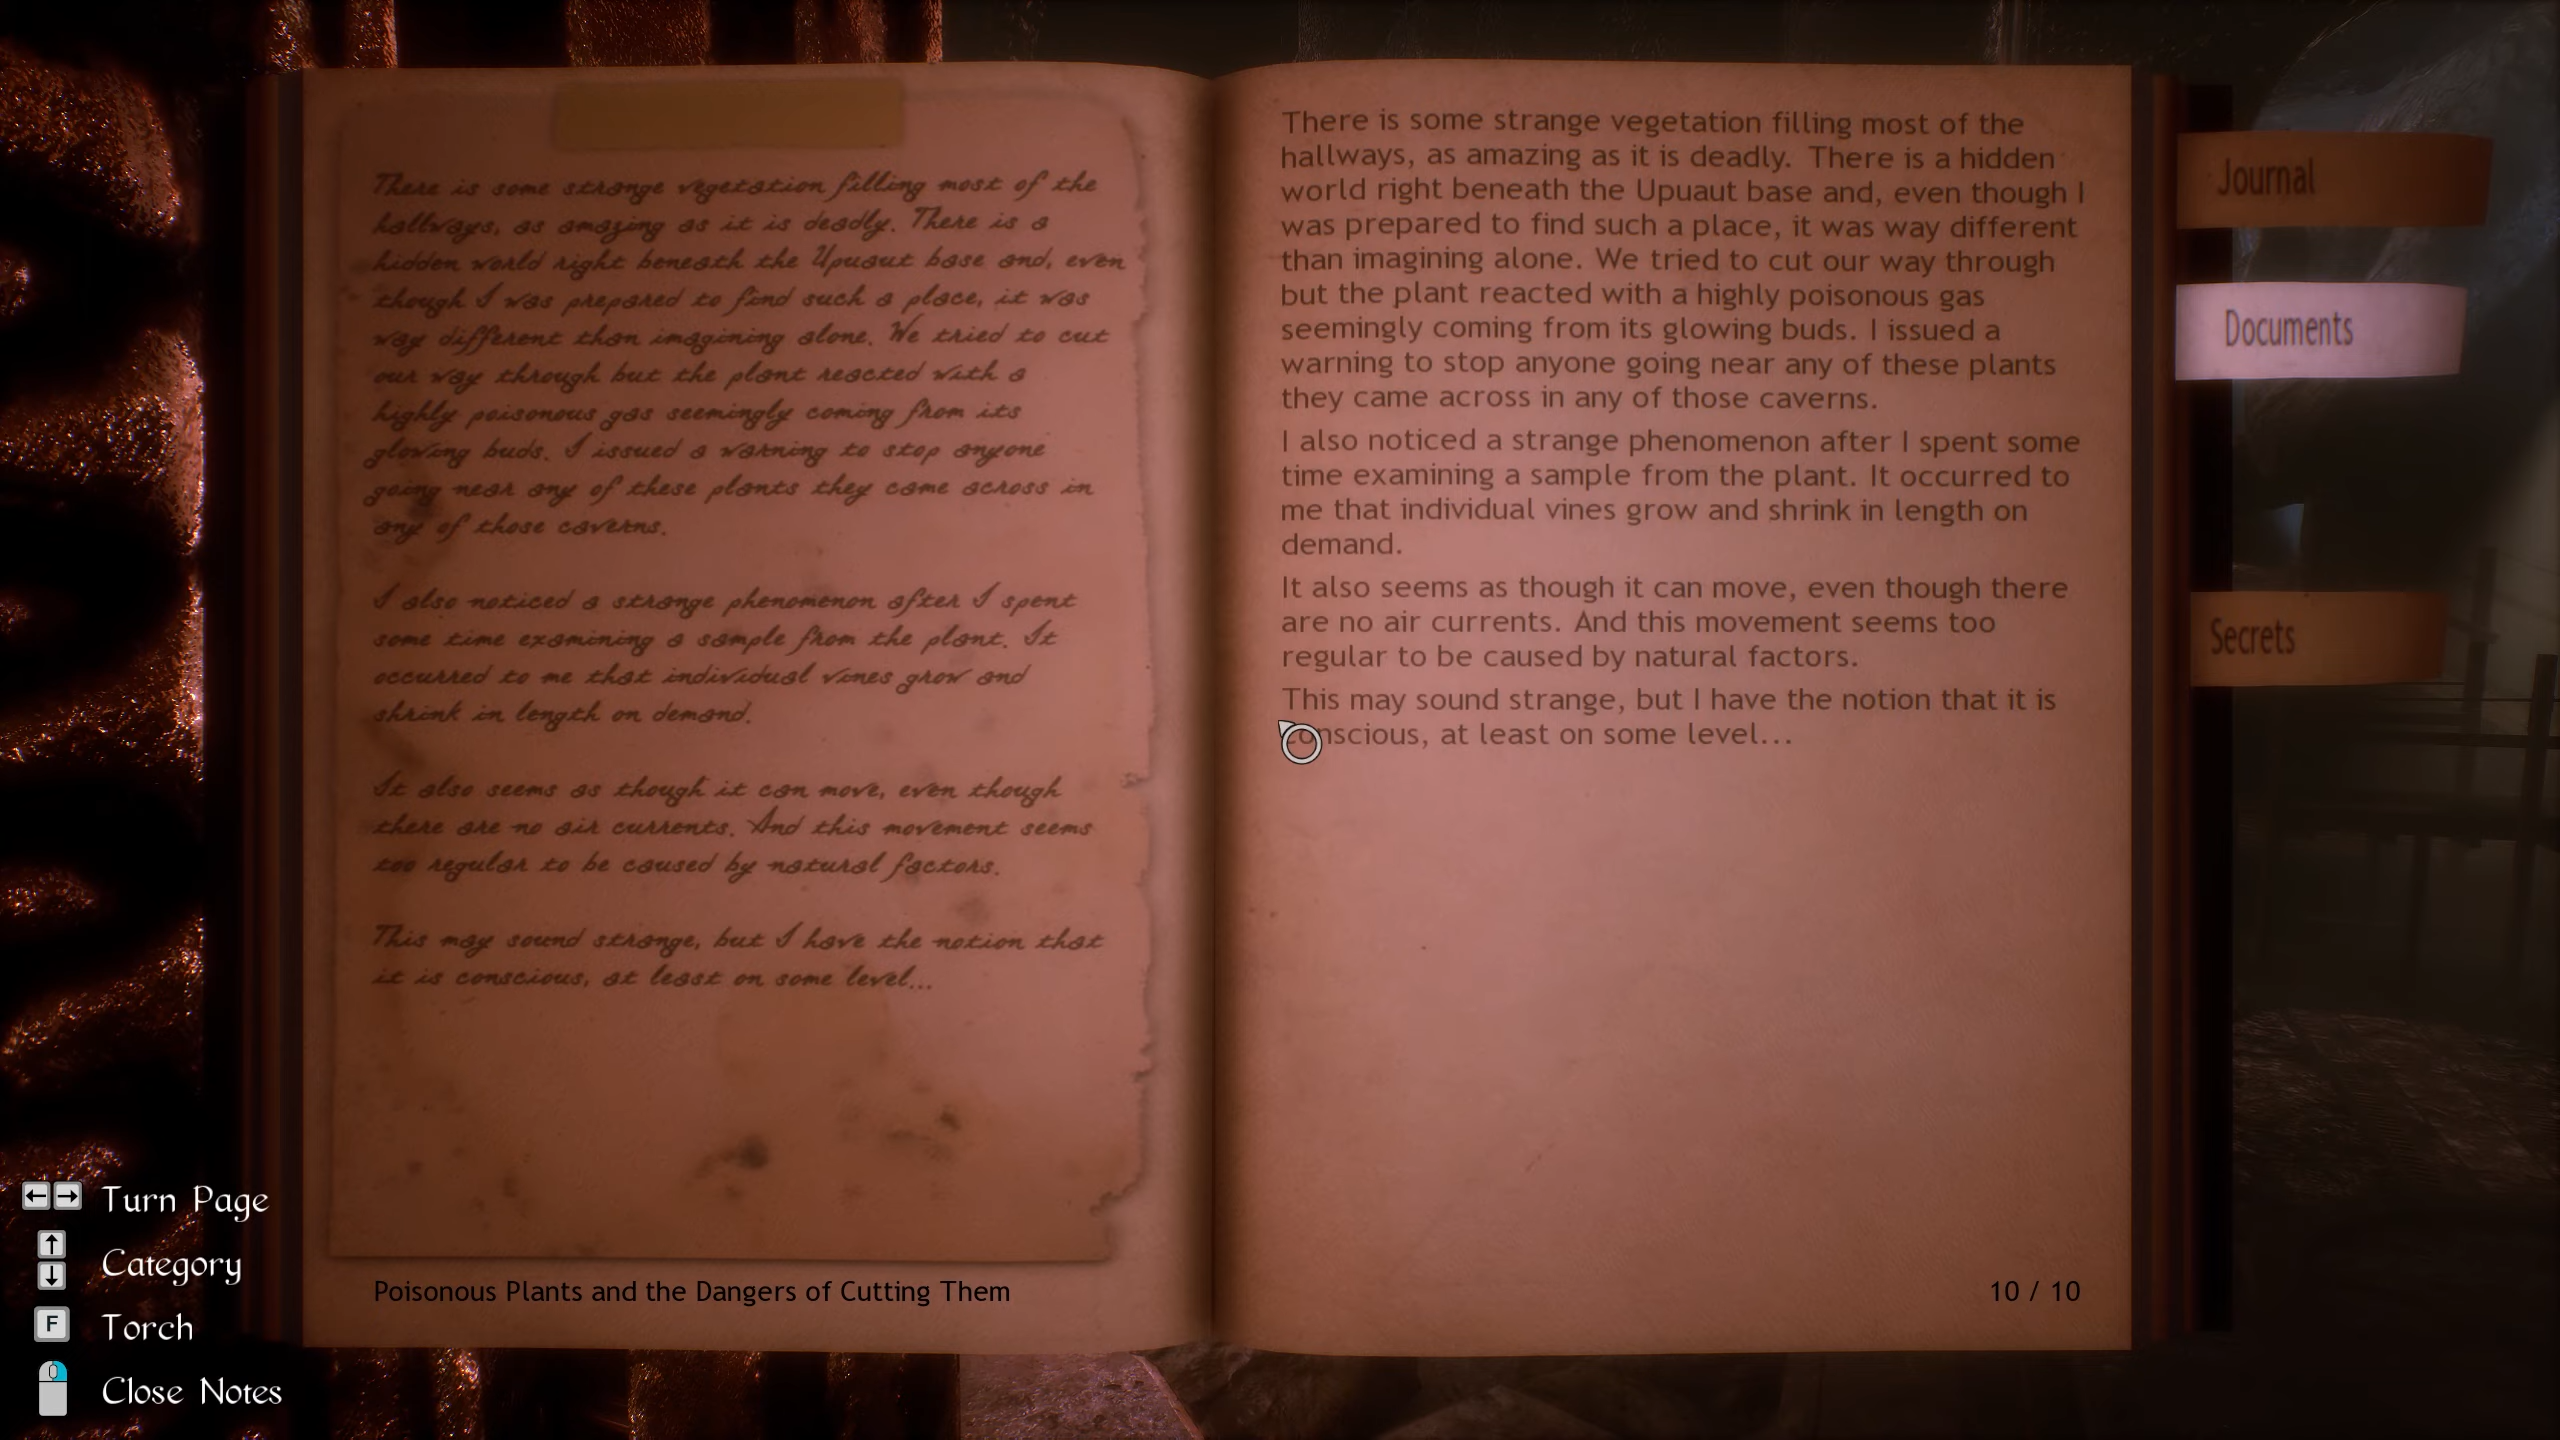 There is some strange vegetation filling most of the
hallways, as amazing as it is deadly. There is a
hidden world right beneath the Upuaut base and, even
though I was prepared to find such a place, it was
way different than imagining alone. We tried to cut
our way through but the plant reacted with a
highly poisonous gas seemingly coming from its
glowing buds. I issued a warning to stop anyone
going near any of these plants they came across in
any of those caverns.
I also noticed a strange phenomenon after I spent
some time examining a sample from the plant. It
occurred to me that individual vines grow and
shrink in length on demand.
It also seems as though it can move, even though
there are no air currents. And this movement seems
too regular to be caused by natural factors.
This may sound strange, but I have the notion that
it is conscious, at least on some level...
Poisonous Plants and the Dangers of Cutting Them
There is some strange vegetation filling most of the
hallways, as amazing as it is deadly. There is a hidden
world right beneath the Upuaut base and, even though I
was prepared to find such a place, it was way different
than imagining alone. We tried to cut our way through
but the plant reacted with a highly poisonous gas
seemingly coming from its glowing buds. I issued a
warning to stop anyone going near any of these plants
they came across in any of those caverns.
I also noticed a strange phenomenon after I spent some
time examining a sample from the plant. It occurred to
me that individual vines grow and shrink in length on
demand.
It also seems as though it can move, even though there
are no air currents. And this movement seems too
regular to be caused by natural factors.
This may sound strange, but I have the notion that it is
conscious, at least on some level...
10 / 10
Journal
Documents
Secrets
Turn Page
Category
F Torch
Close Notes